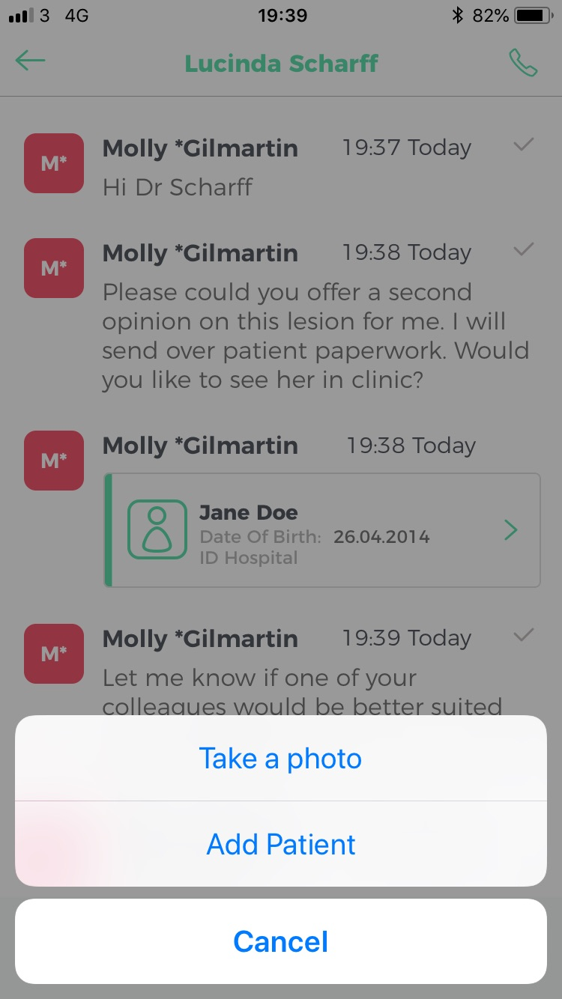 3 4G 19:39 82%
Lucinda Scharff
M* Molly *Gilmartin 19:37 Today
Hi Dr Scharff
M* Molly *Gilmartin 19:38 Today
Please could you offer a second
opinion on this lesion for me. I will
send over patient paperwork. Would
you like to see her in clinic?
M* Molly *Gilmartin 19:38 Today
Jane Doe
Date Of Birth: 26.04.2014
ID Hospital
M* Molly *Gilmartin 19:39 Today
Let me know if one of your
colleagues would be better suited
Take a photo
Add Patient
Cancel